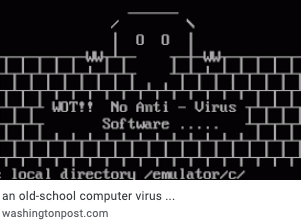 WOT!! No Anti - Virus
Software .....
: local directory /emulator/c/
an old-school computer virus ...
washingtonpost.com